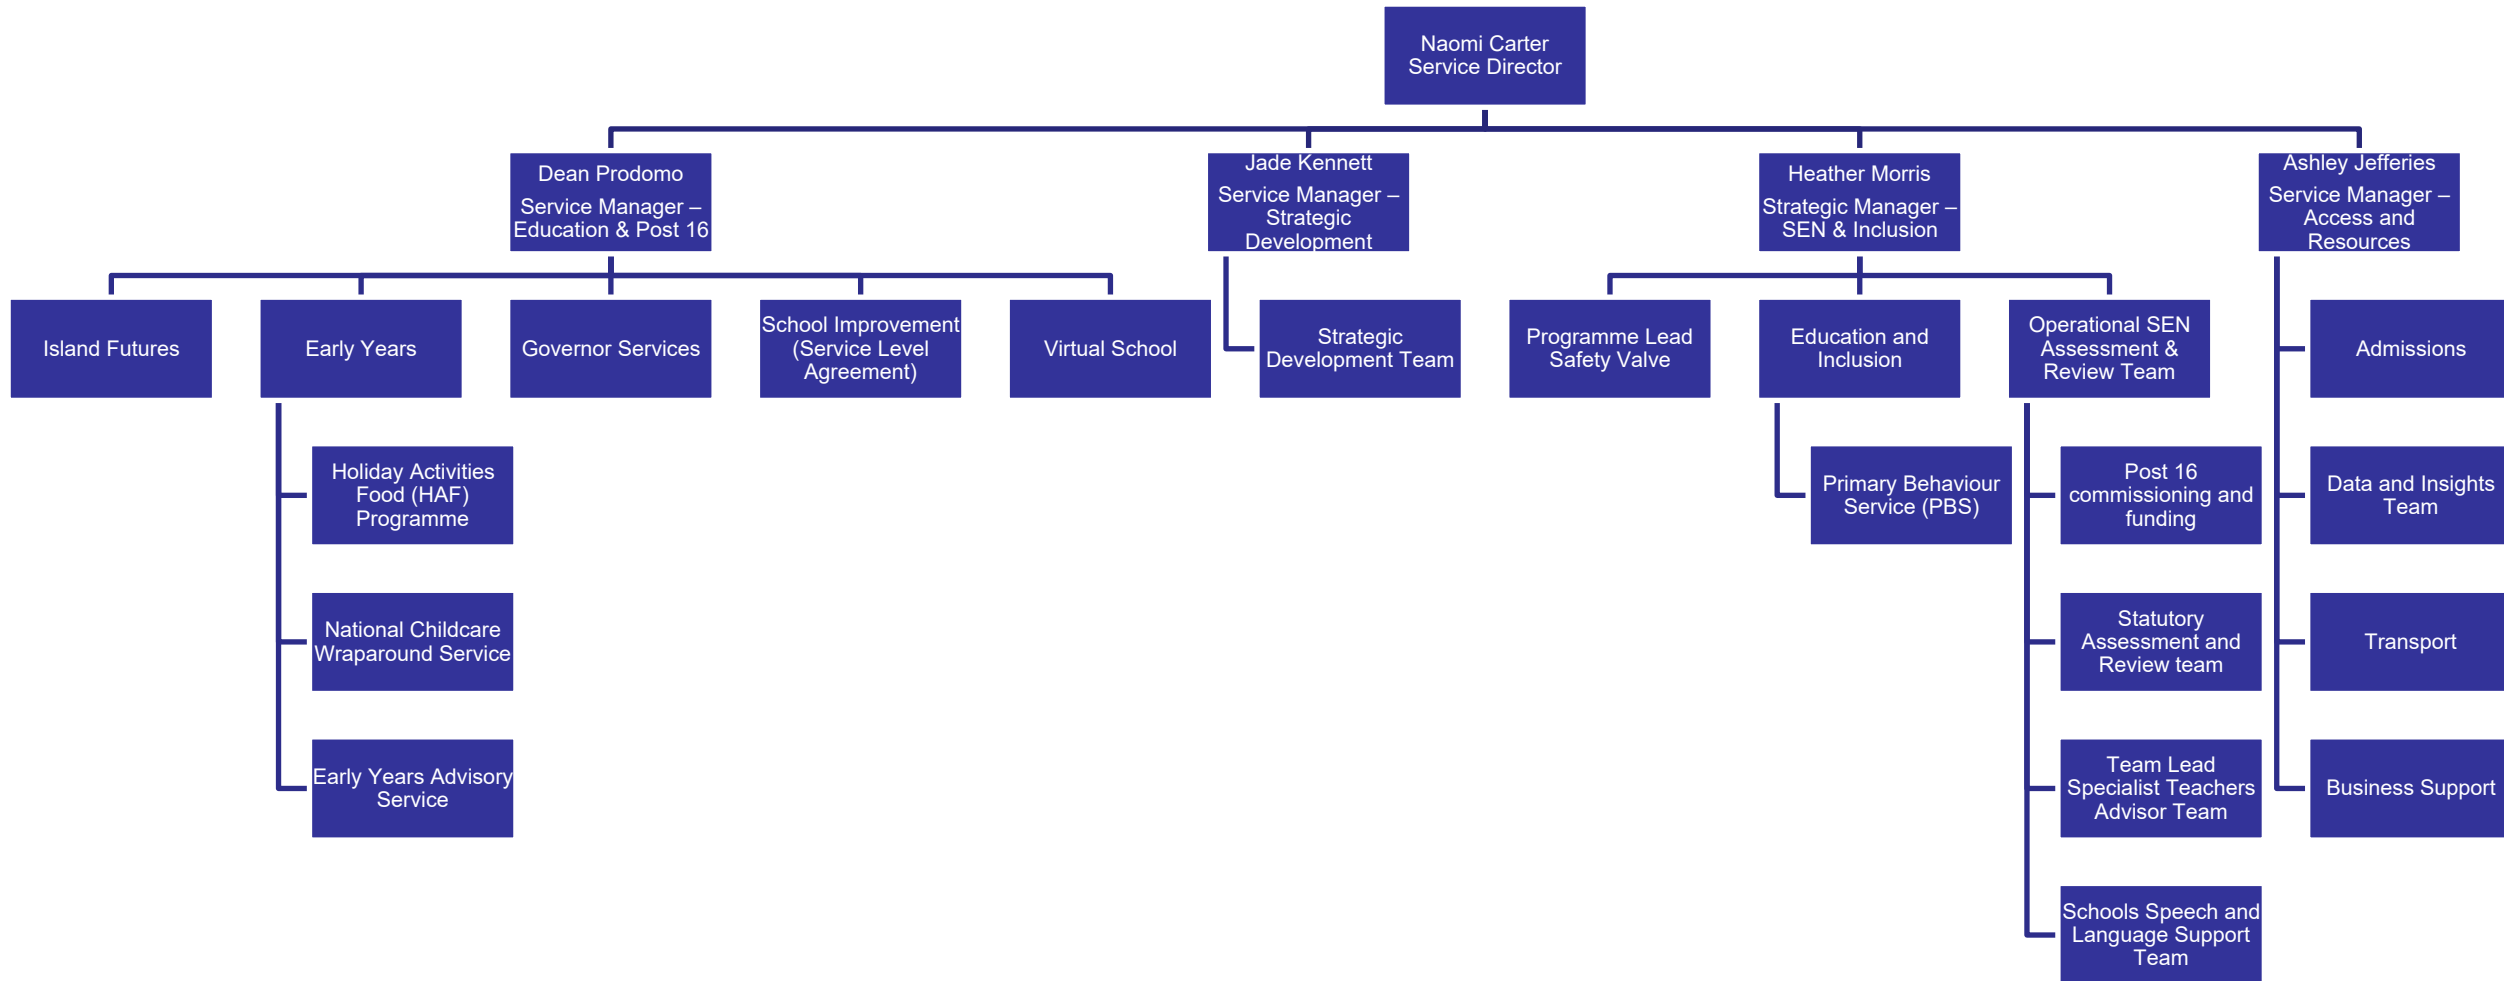 Naomi Carter
Service Director
Dean Prodomo
Service Manager –
Education & Post 16
Jade Kennett
Service Manager –
Strategic
Development
Heather Morris
Strategic Manager –
SEN & Inclusion
Ashley Jefferies
Service Manager –
Access and
Resources
Island Futures
Early Years
Governor Services
School Improvement
(Service Level
Agreement)
Virtual School
Strategic
Development Team
Programme Lead
Safety Valve
Education and
Inclusion
Operational SEN
Assessment &
Review Team
Admissions
Holiday Activities
Food (HAF)
Programme
Primary Behaviour
Service (PBS)
Post 16
commissioning and
funding
Data and Insights
Team
National Childcare
Wraparound Service
Statutory
Assessment and
Review team
Transport
Early Years Advisory
Service
Team Lead
Specialist Teachers
Advisor Team
Business Support
Schools Speech and
Language Support
Team